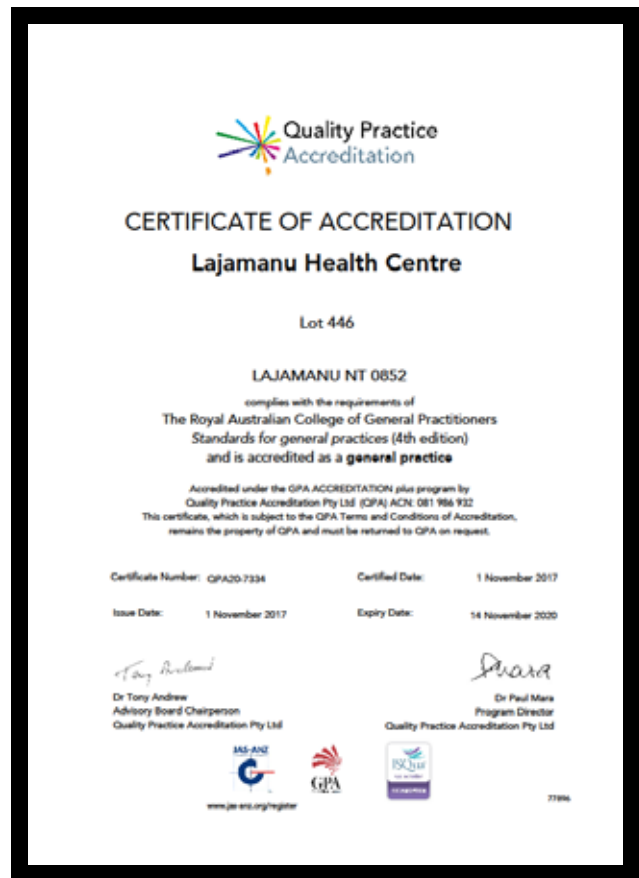 Quality Practice
Accreditation
CERTIFICATE OF ACCREDITATION
Lajamanu Health Centre
Lot 446
LAJAMANU NT 0852
complies with the requirements of
The Royal Australian College of General Practitioners
Standards for general practices (4th edition)
and is accredited as a general practice
Accredited under the GPA ACCREDITATION plus program by
Quality Practice Accreditation Pty Ltd (QPA) ACN: 081 986 932
This certificate, which is subject to the QPA Terms and Conditions of Accreditation,
remains the property of QPA and must be returned to QPA on request.
Certificate Number: QPA20-7334 Certified Date: 1 November 2017
Issue Date: 1 November 2017 Expiry Date: 14 November 2020
Dr Tony Andrew Dr Paul Mara
Advisory Board Chairperson Program Director
Quality Practice Accreditation Pty Ltd Quality Practice Accreditation Pty Ltd
JAS-ANZ
GPA
ISQua
www.jas-anz.org/register
77896